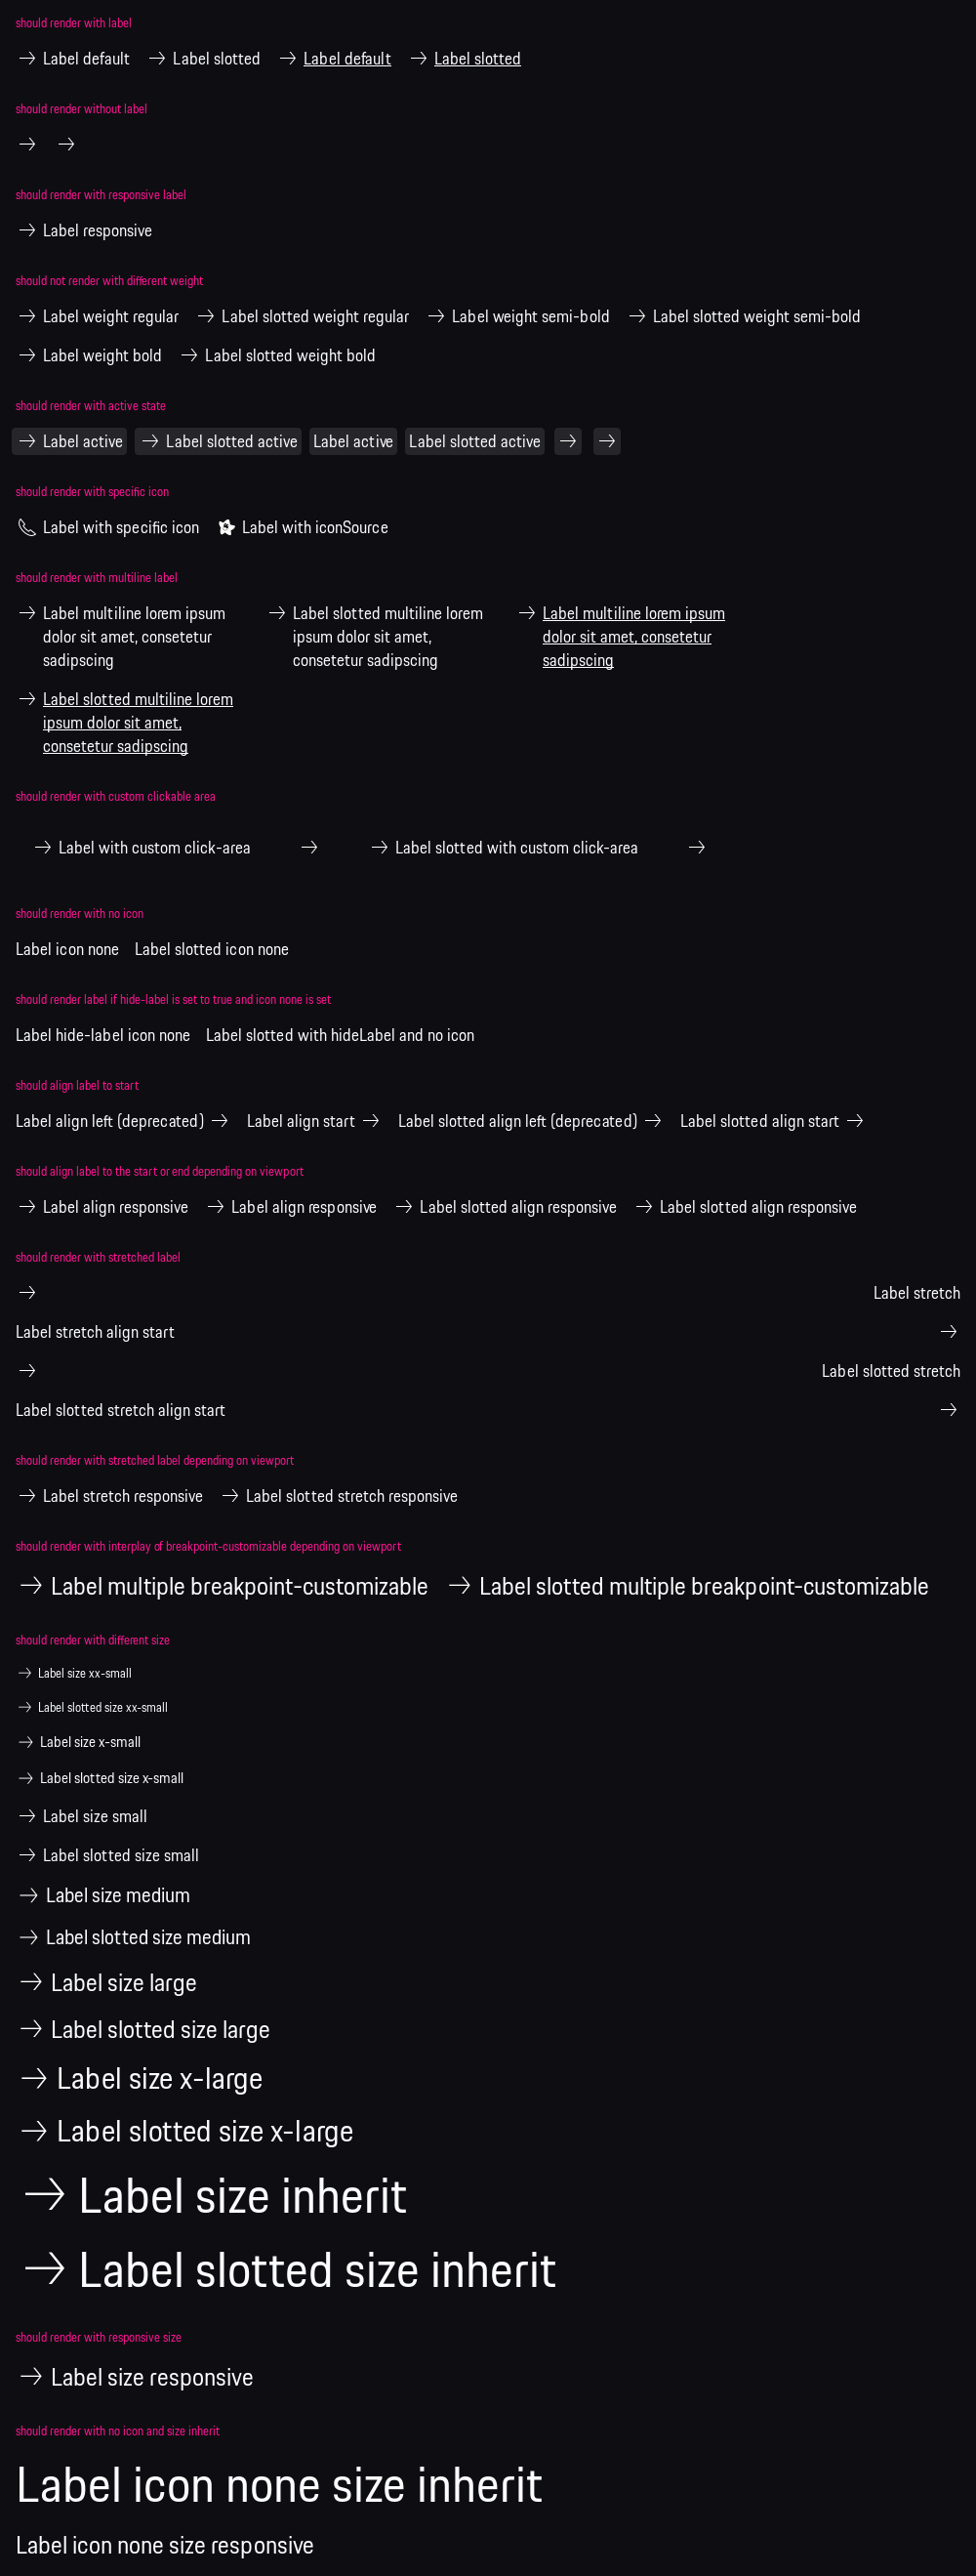 should render with label
Label default Label slotted Label default Label slotted
should render without label
should render with responsive label
Label responsive
should not render with different weight
Label weight regular Label slotted weight regular Label weight semi-bold Label slotted weight semi-bold
Label weight bold Label slotted weight bold
should render with active state
Label active Label slotted active Label active Label slotted active
should render with specific icon
Label with specific icon Label with iconSource
should render with multiline label
Label multiline lorem ipsum Label slotted multiline lorem Label multiline lorem ipsum
dolor sit amet, consetetur ipsum dolor sit amet, dolor sit amet, consetetur
sadipscing consetetur sadipscing sadipscing
Label slotted multiline lorem
ipsum dolor sit amet,
consetetur sadipscing
should render with custom clickable area
Label with custom click-area Label slotted with custom click-area
should render with no icon
Label icon none Label slotted icon none
should render label if hide-label is set to true and icon none is set
Label hide-label icon none Label slotted with hideLabel and no icon
should align label to start
Label align left (deprecated) Label align start Label slotted align left (deprecated) Label slotted align start
should align label to the start or end depending on viewport
Label align responsive Label align responsive Label slotted align responsive Label slotted align responsive
should render with stretched label
Label stretch
Label stretch align start
Label slotted stretch
Label slotted stretch align start
should render with stretched label depending on viewport
Label stretch responsive Label slotted stretch responsive
should render with interplay of breakpoint-customizable depending on viewport
Label multiple breakpoint-customizable Label slotted multiple breakpoint-customizable
should render with different size
Label size xx-small
Label slotted size xx-small
Label size x-small
Label slotted size x-small
Label size small
Label slotted size small
Label size medium
Label slotted size medium
Label size large
Label slotted size large
Label size x-large
Label slotted size x-large
Label size inherit
Label slotted size inherit
should render with responsive size
Label size responsive
should render with no icon and size inherit
Label icon none size inherit
Label icon none size responsive